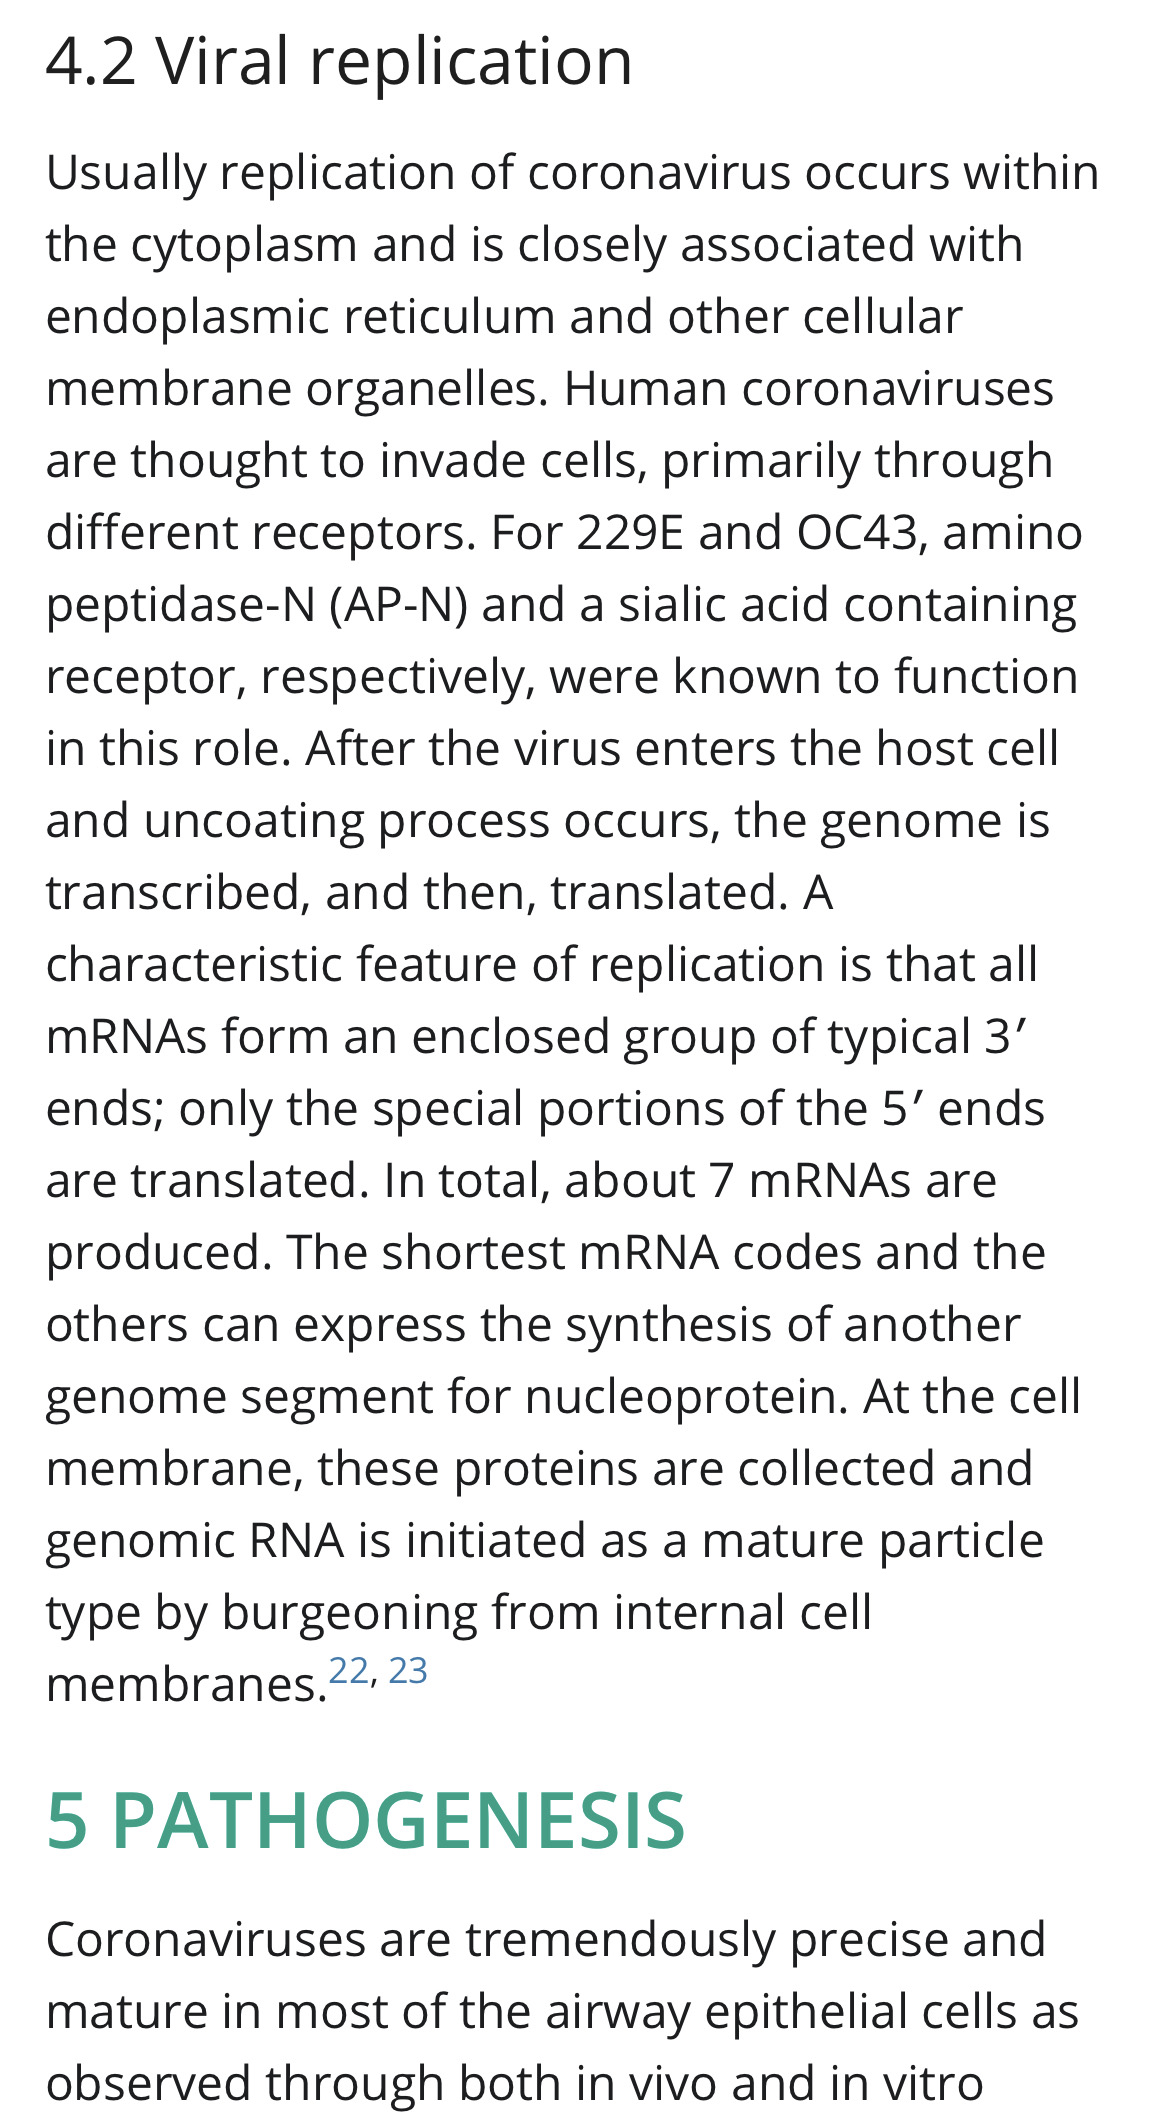 4.2 Viral replication
Usually replication of coronavirus occurs within
the cytoplasm and is closely associated with
endoplasmic reticulum and other cellular
membrane organelles. Human coronaviruses
are thought to invade cells, primarily through
different receptors. For 229E and OC43, amino
peptidase-N (AP-N) and a sialic acid containing
receptor, respectively, were known to function
in this role. After the virus enters the host cell
and uncoating process occurs, the genome is
transcribed, and then, translated. A
characteristic feature of replication is that all
mRNAs form an enclosed group of typical 3′
ends; only the special portions of the 5′ ends
are translated. In total, about 7 mRNAs are
produced. The shortest mRNA codes and the
others can express the synthesis of another
genome segment for nucleoprotein. At the cell
membrane, these proteins are collected and
genomic RNA is initiated as a mature particle
type by burgeoning from internal cell
membranes.22, 23
5 PATHOGENESIS
Coronaviruses are tremendously precise and
mature in most of the airway epithelial cells as
observed through both in vivo and in vitro